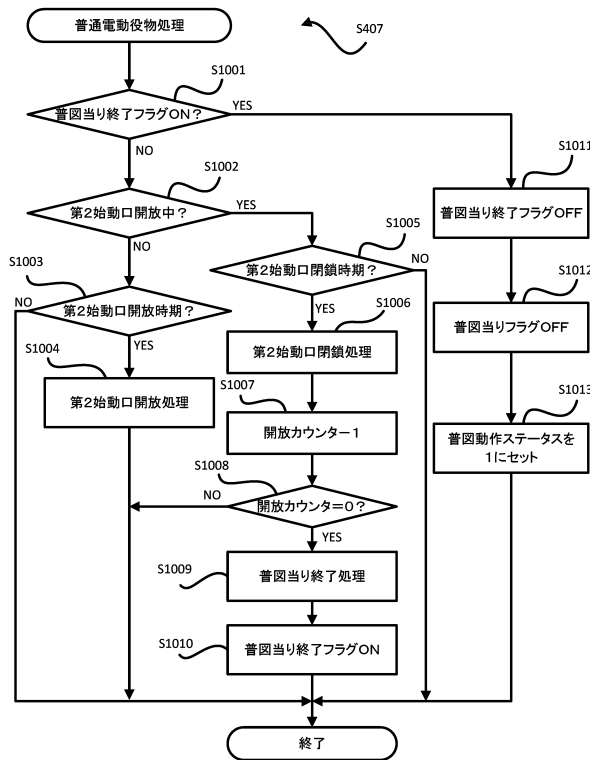 普通電動役物処理
S407
S1001
普図当り終了フラグON?
YES
NO
S1002
第2始動口開放中?
YES
NO
S1011
普図当り終了フラグOFF
S1003
NO
第2始動口開放時期?
YES
S1005
NO
第2始動口閉鎖時期?
YES
S1012
普図当りフラグOFF
S1004
第2始動口開放処理
S1006
第2始動口閉鎖処理
S1007
開放カウンター1
S1013
普図動作ステータスを
1にセット
S1008
NO
開放カウンタ=0?
YES
S1009
普図当り終了処理
S1010
普図当り終了フラグON
終了